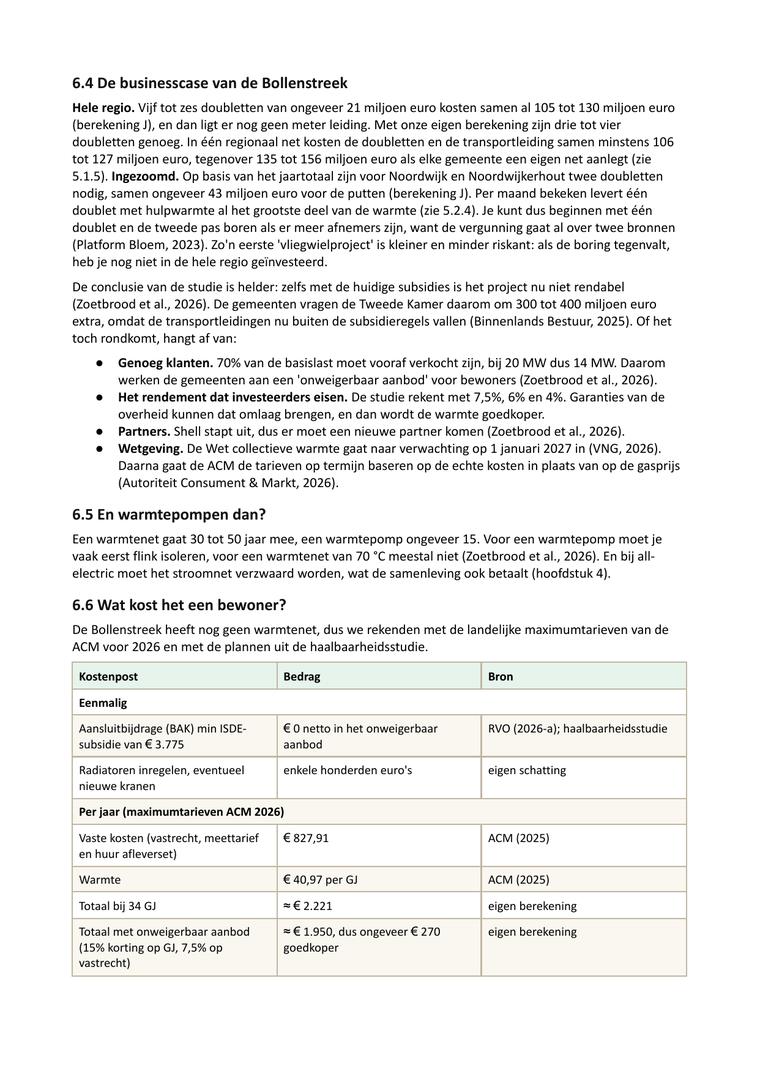 6.4 De businesscase van de Bollenstreek
Hele regio. Vijf tot zes doubletten van ongeveer 21 miljoen euro kosten samen al 105 tot 130 miljoen euro
(berekening J), en dan ligt er nog geen meter leiding. Met onze eigen berekening zijn drie tot vier
doubletten genoeg. In één regionaal net kosten de doubletten en de transportleiding samen minstens 106
tot 127 miljoen euro, tegenover 135 tot 156 miljoen euro als elke gemeente een eigen net aanlegt (zie
5.1.5). Ingezoomd. Op basis van het jaartotaal zijn voor Noordwijk en Noordwijkerhout twee doubletten
nodig, samen ongeveer 43 miljoen euro voor de putten (berekening J). Per maand bekeken levert één
doublet met hulpwarmte al het grootste deel van de warmte (zie 5.2.4). Je kunt dus beginnen met één
doublet en de tweede pas boren als er meer afnemers zijn, want de vergunning gaat al over twee bronnen
(Platform Bloem, 2023). Zo'n eerste 'vliegwielproject' is kleiner en minder riskant: als de boring tegenvalt,
heb je nog niet in de hele regio geïnvesteerd.
De conclusie van de studie is helder: zelfs met de huidige subsidies is het project nu niet rendabel
(Zoetbrood et al., 2026). De gemeenten vragen de Tweede Kamer daarom om 300 tot 400 miljoen euro
extra, omdat de transportleidingen nu buiten de subsidieregels vallen (Binnenlands Bestuur, 2025). Of het
toch rondkomt, hangt af van:
● Genoeg klanten. 70% van de basislast moet vooraf verkocht zijn, bij 20 MW dus 14 MW. Daarom
werken de gemeenten aan een 'onweigerbaar aanbod' voor bewoners (Zoetbrood et al., 2026).
● Het rendement dat investeerders eisen. De studie rekent met 7,5%, 6% en 4%. Garanties van de
overheid kunnen dat omlaag brengen, en dan wordt de warmte goedkoper.
● Partners. Shell stapt uit, dus er moet een nieuwe partner komen (Zoetbrood et al., 2026).
● Wetgeving. De Wet collectieve warmte gaat naar verwachting op 1 januari 2027 in (VNG, 2026).
Daarna gaat de ACM de tarieven op termijn baseren op de echte kosten in plaats van op de gasprijs
(Autoriteit Consument & Markt, 2026).
6.5 En warmtepompen dan?
Een warmtenet gaat 30 tot 50 jaar mee, een warmtepomp ongeveer 15. Voor een warmtepomp moet je
vaak eerst flink isoleren, voor een warmtenet van 70 °C meestal niet (Zoetbrood et al., 2026). En bij all-
electric moet het stroomnet verzwaard worden, wat de samenleving ook betaalt (hoofdstuk 4).
6.6 Wat kost het een bewoner?
De Bollenstreek heeft nog geen warmtenet, dus we rekenden met de landelijke maximumtarieven van de
ACM voor 2026 en met de plannen uit de haalbaarheidsstudie.
Kostenpost Bedrag Bron
Eenmalig
Aansluitbijdrage (BAK) min ISDE- € 0 netto in het onweigerbaar RVO (2026-a); haalbaarheidsstudie
subsidie van € 3.775 aanbod
Radiatoren inregelen, eventueel enkele honderden euro's eigen schatting
nieuwe kranen
Per jaar (maximumtarieven ACM 2026)
Vaste kosten (vastrecht, meettarief € 827,91 ACM (2025)
en huur afleverset)
Warmte € 40,97 per GJ ACM (2025)
Totaal bij 34 GJ ≈ € 2.221 eigen berekening
Totaal met onweigerbaar aanbod ≈ € 1.950, dus ongeveer € 270 eigen berekening
(15% korting op GJ, 7,5% op goedkoper
vastrecht)